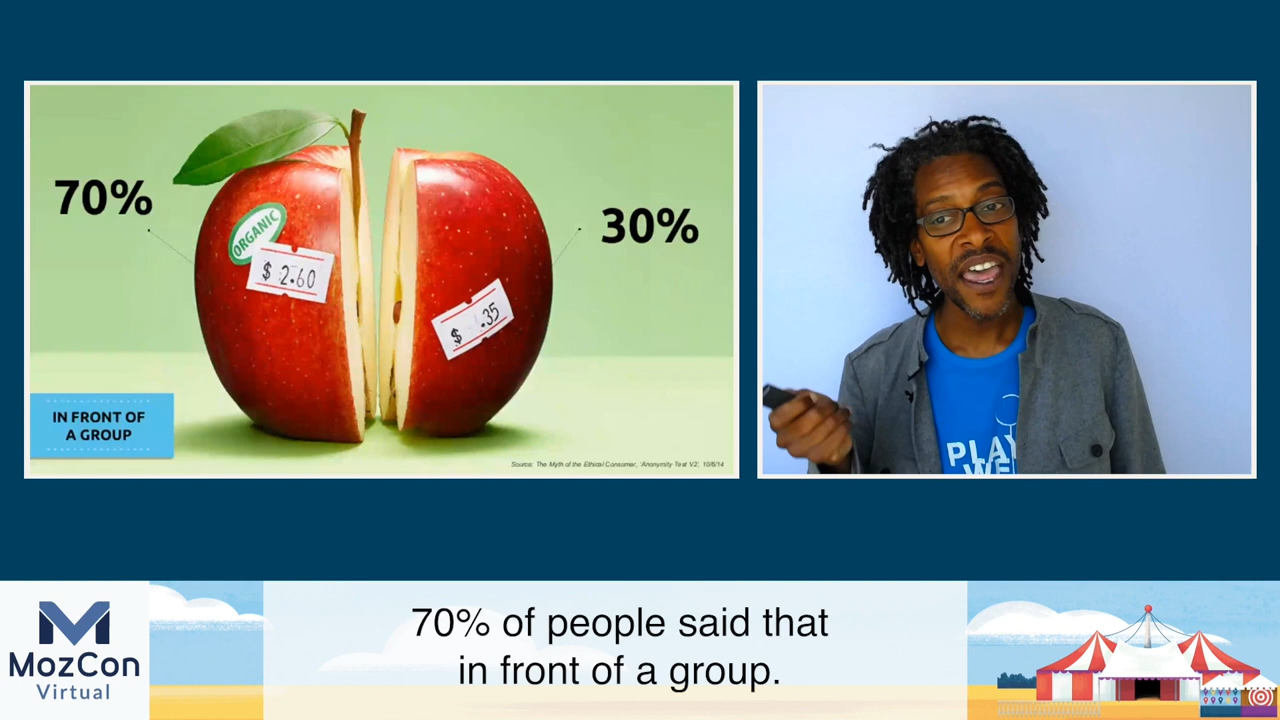 70%
30%
ORGANIC
$ 2.60
$ .35
IN FRONT OF
A GROUP
Source: The Myth of the Ethical Consumer, 'Anonymity Test V2', 10/6/14
PLAY
70% of people said that
in front of a group.
MozCon
Virtual